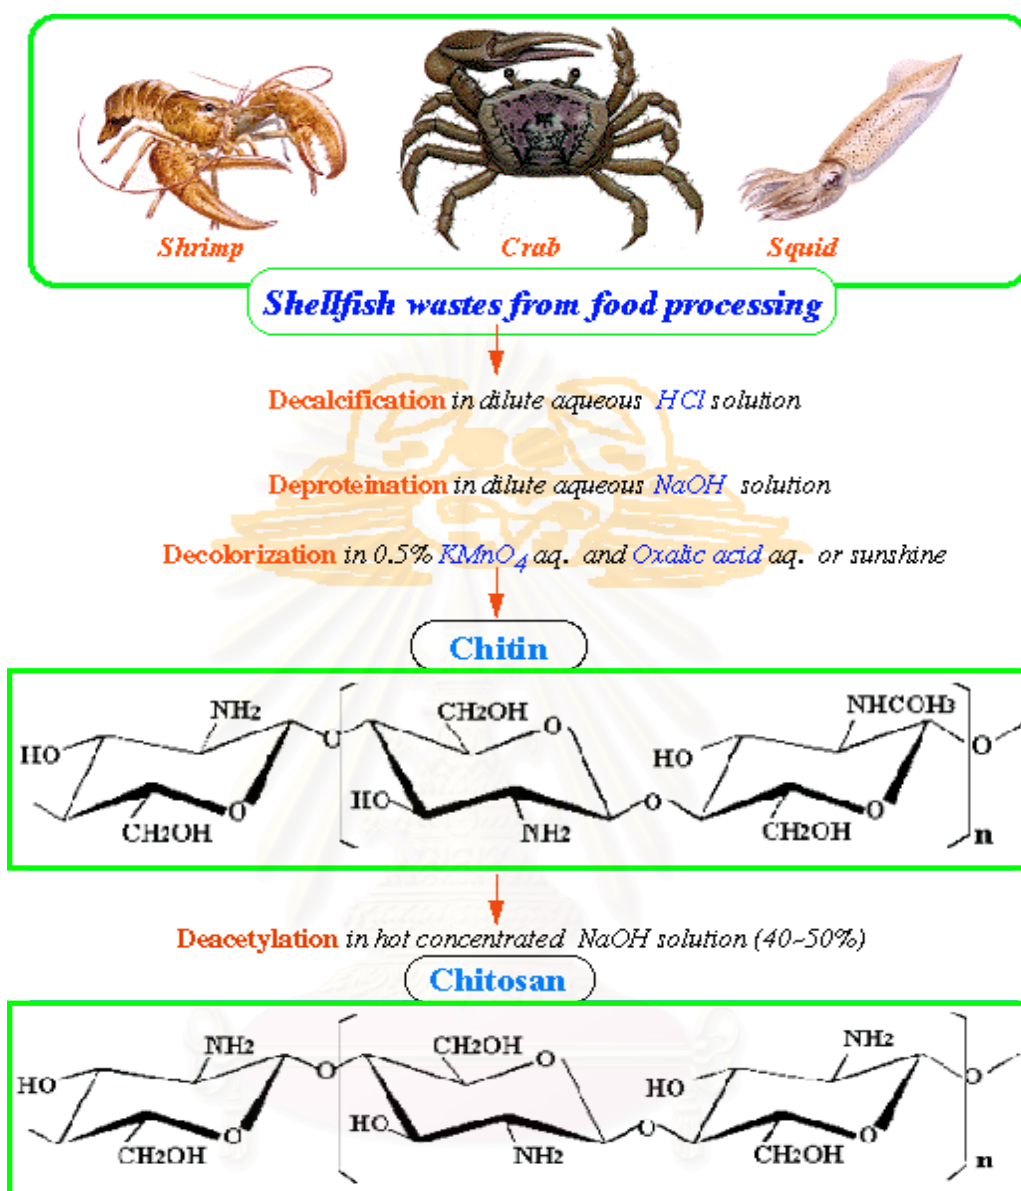 Shrimp Crab Squid
Shellfish wastes from food processing
Decalcification in dilute aqueous HCl solution
Deproteination in dilute aqueous NaOH solution
Decolorization in 0.5% KMnO4 aq. and Oxalic acid aq. or sunshine
Chitin
NH2 CH2OH O NHCOH3
HO O HO O
HO O O
CH2OH NH2 CH2OH n
Deacetylation in hot concentrated NaOH solution (40~50%)
Chitosan
NH2 CH2OH O NH2
HO O HO O
HO O O O
CH2OH NH2 CH2OH n